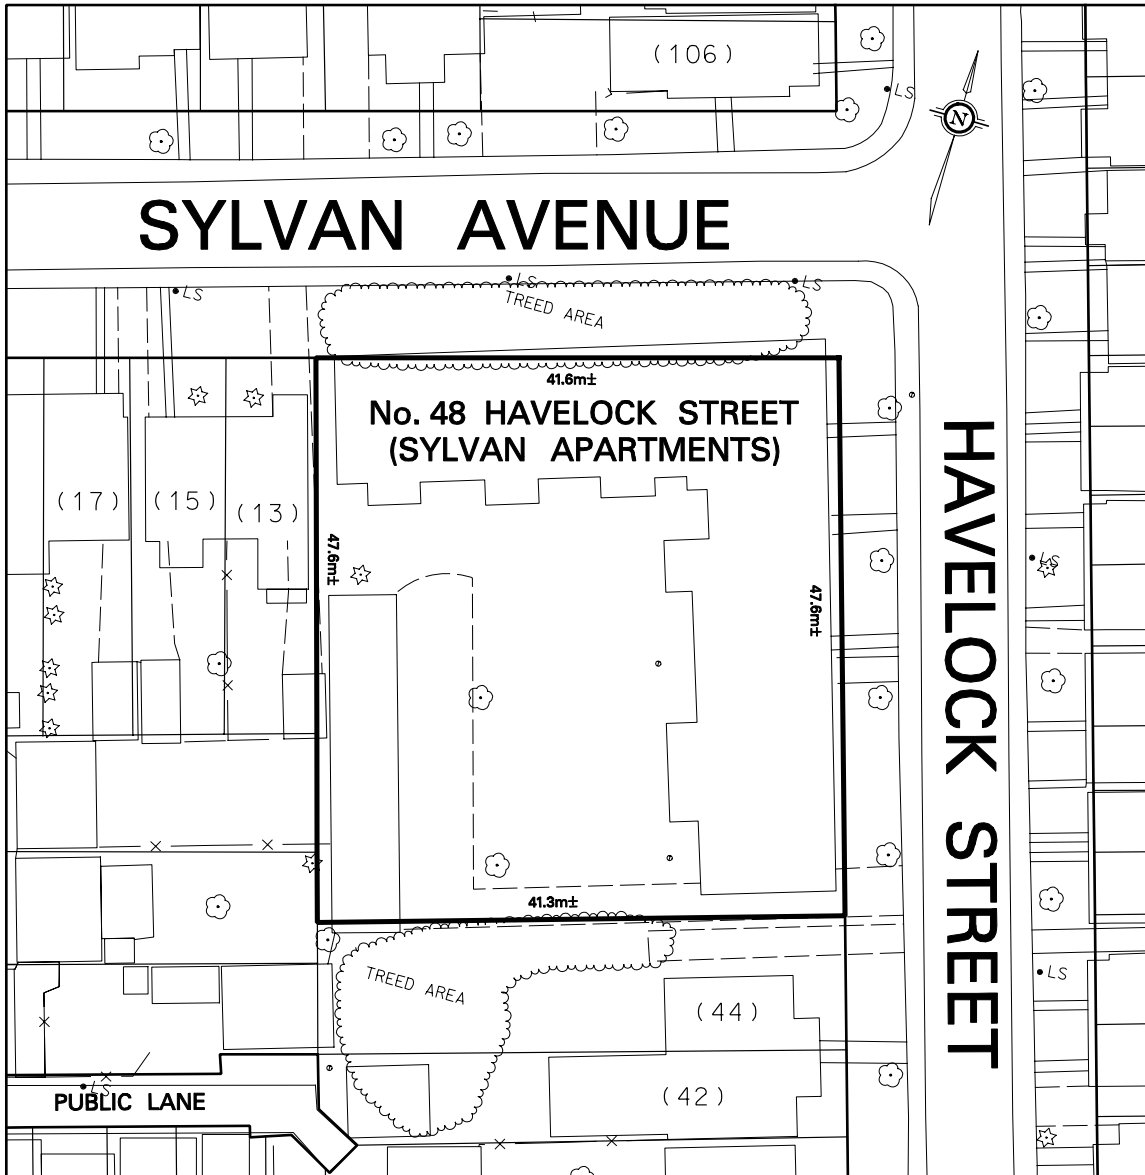 (106)
LS
N
SYLVAN AVENUE
LS
LS
LS
TREED AREA
41.6m±
No. 48 HAVELOCK STREET
(SYLVAN APARTMENTS)
(17)
(15)
(13)
47.6m±
47.6m±
HAVELOCK STREET
LS
41.3m±
TREED AREA
LS
(44)
(42)
LS
PUBLIC LANE